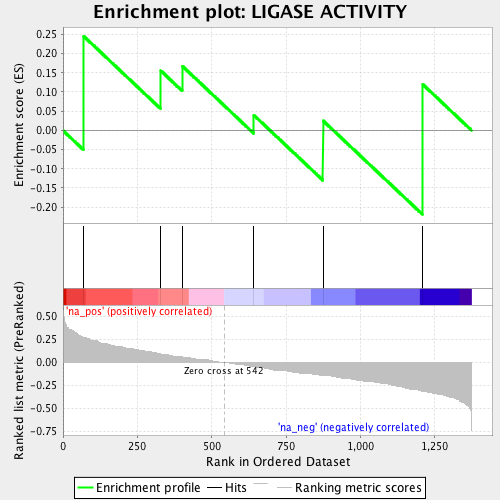 Enrichment plot: LIGASE ACTIVITY
Enrichment score (ES)
0.25
0.20
0.15
0.10
0.05
0.00
-0.05
-0.10
-0.15
-0.20
Ranked list metric (PreRanked)
0.50
0.25
0.00
-0.25
-0.50
-0.75
'na_pos' (positively correlated)
Zero cross at 542
'na_neg' (negatively correlated)
0 250 500 750 1,000 1,250
Rank in Ordered Dataset
Enrichment profile Hits Ranking metric scores